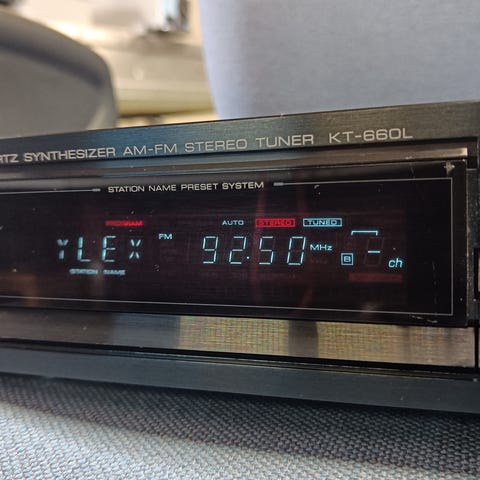 RTZ SYNTHESIZER AM-FM STEREO TUNER KT-660L
STATION NAME PRESET SYSTEM
PROGRAM AUTO STEREO TUNED
YLEX FM 92.50 MHz B - ch
STATION NAME